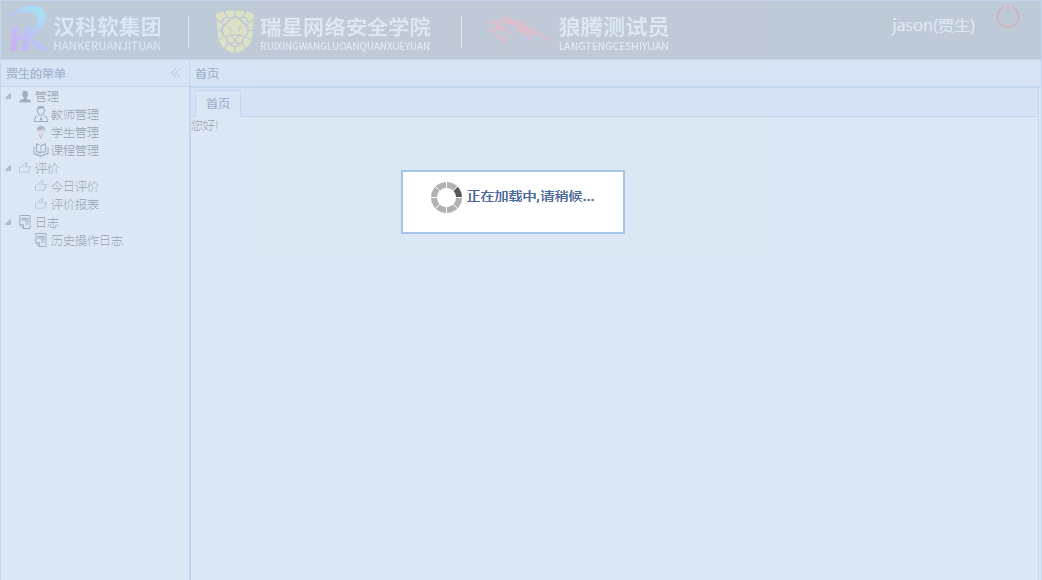 汉科软集团
HANKERUANJITUAN
瑞星网络安全学院
RUIXINGWANGLUOANQUANXUEYUAN
狼腾测试员
LANGTENGCESHIYUAN
jason(贾生)
贾生的菜单
首页
管理
教师管理
学生管理
课程管理
评价
今日评价
评价报表
日志
历史操作日志
首页
您好!
正在加载中,请稍候...